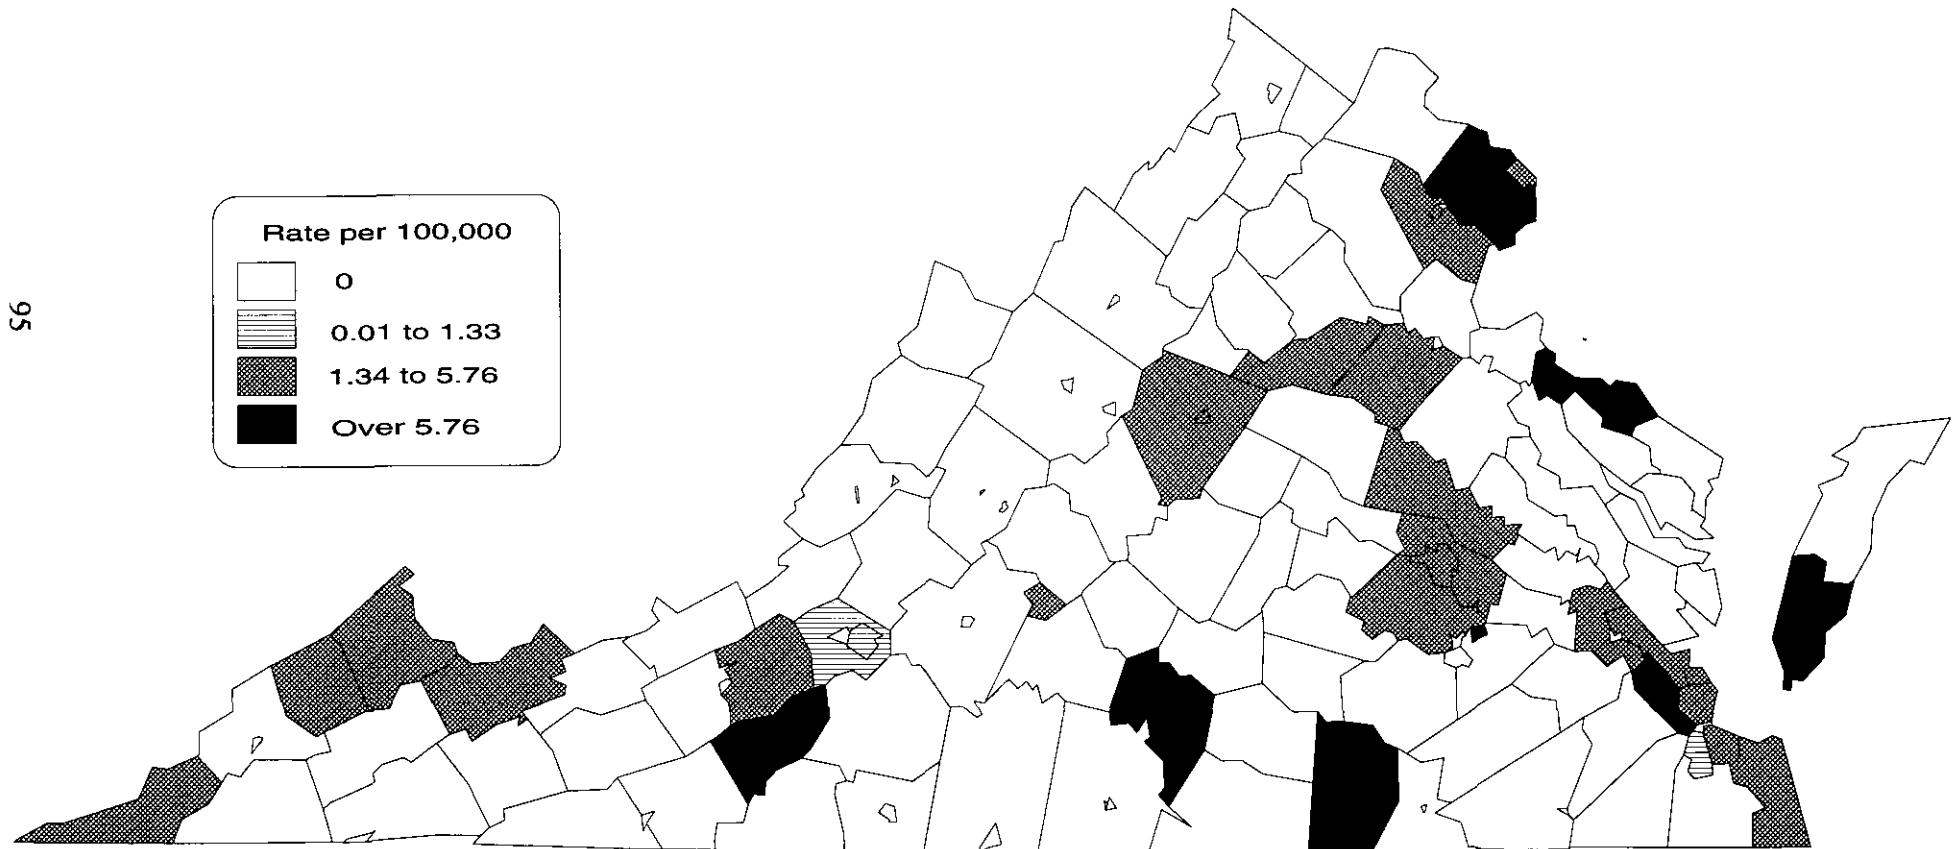 95
Rate per 100,000
0
0.01 to 1.33
1.34 to 5.76
Over 5.76